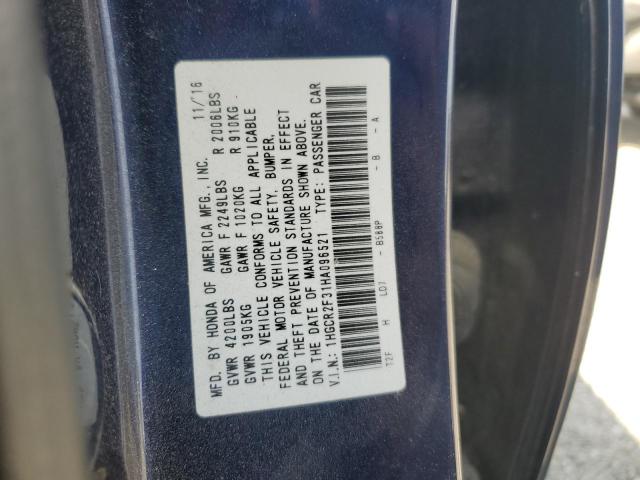 MFD. BY HONDA OF AMERICA MFG., INC. 11/16
GVWR 4200LBS GAWR F 2249LBS R 2006LBS
GVWR 1905KG GAWR F 1020KG R 910KG
THIS VEHICLE CONFORMS TO ALL APPLICABLE
FEDERAL MOTOR VEHICLE SAFETY, BUMPER,
AND THEFT PREVENTION STANDARDS IN EFFECT
ON THE DATE OF MANUFACTURE SHOWN ABOVE.
V.I.N.: 1HGCR2F31HA096521 TYPE: PASSENGER CAR
T2F H LD7 - B588P - B - A